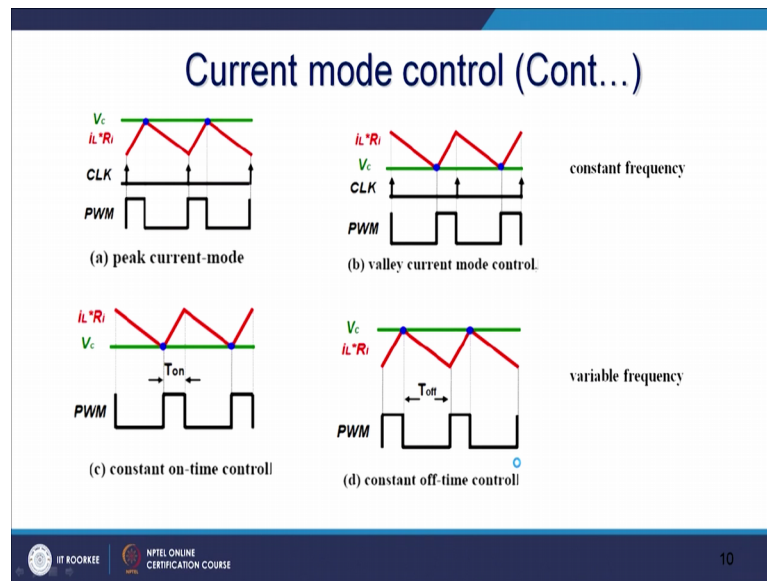 Current mode control (Cont…)
Vc
iL*Ri
CLK
PWM
(a) peak current-mode
iL*Ri
Vc
CLK
PWM
(b) valley current mode control.
constant frequency
iL*Ri
Vc
Ton
PWM
(c) constant on-time control
Vc
iL*Ri
Toff
PWM
(d) constant off-time control
variable frequency
IIT ROORKEE
NPTEL ONLINE
CERTIFICATION COURSE
10